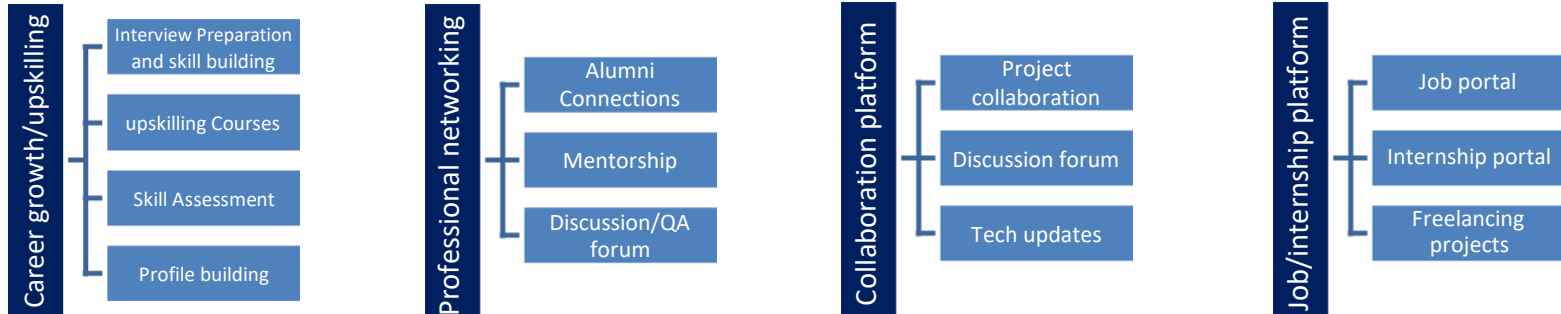 Career growth/upskilling
Interview Preparation
and skill building
upskilling Courses
Skill Assessment
Profile building
Professional networking
Alumni
Connections
Mentorship
Discussion/QA
forum
Collaboration platform
Project
collaboration
Discussion forum
Tech updates
Job/internship platform
Job portal
Internship portal
Freelancing
projects